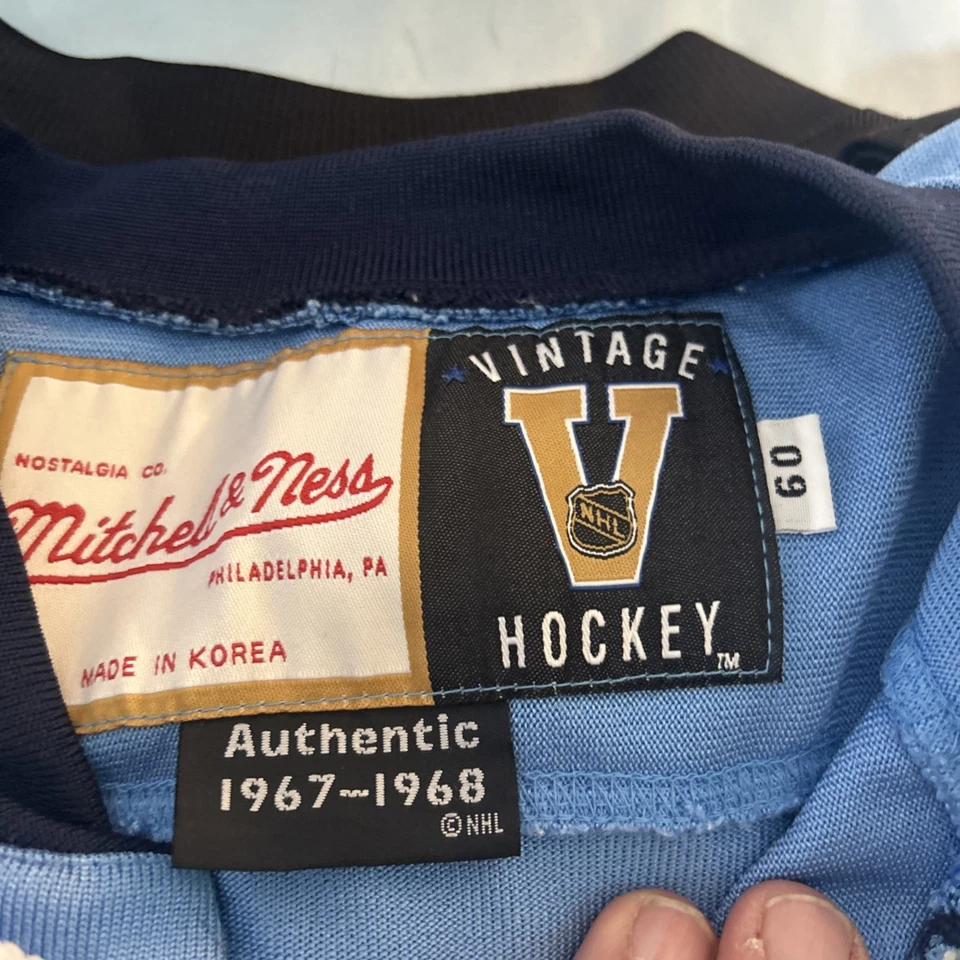 NOSTALGIA CO.
Mitchell & Ness
PHILADELPHIA, PA
MADE IN KOREA
VINTAGE
V
NHL
HOCKEY TM
60
Authentic
1967~1968
© NHL